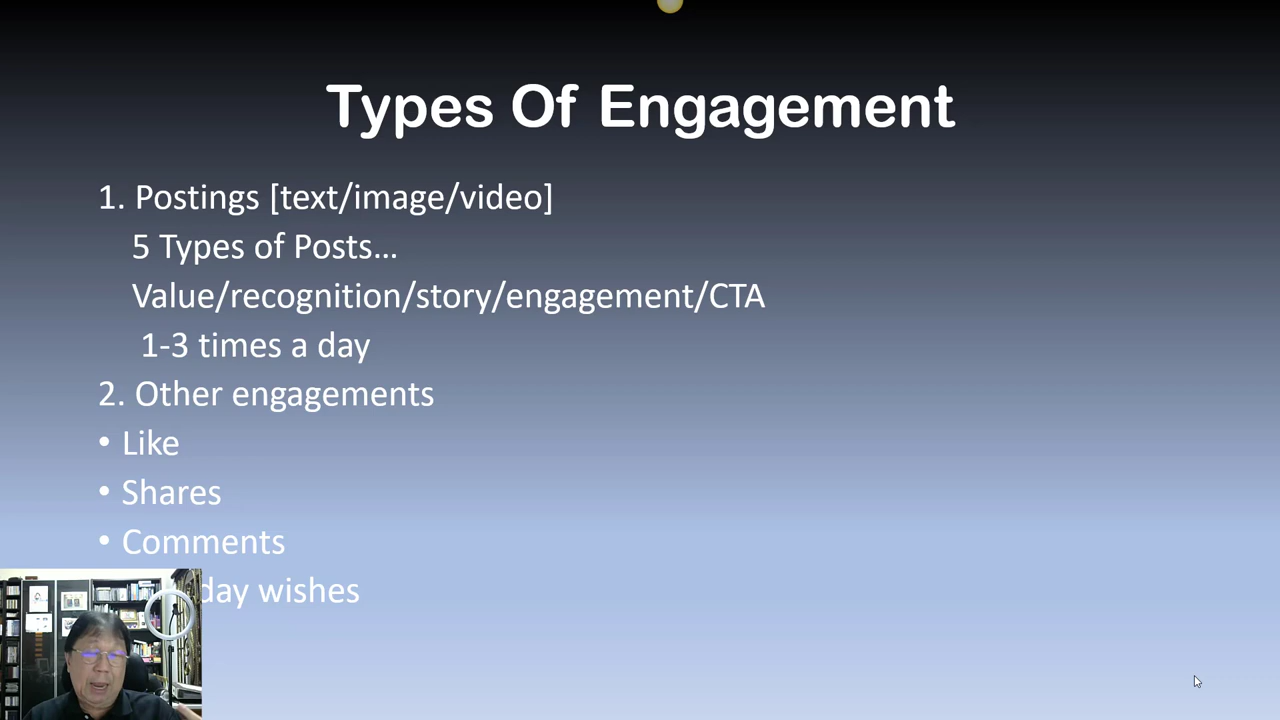 Types Of Engagement
1. Postings [text/image/video]
5 Types of Posts…
Value/recognition/story/engagement/CTA
1-3 times a day
2. Other engagements
• Like
• Shares
• Comments
day wishes